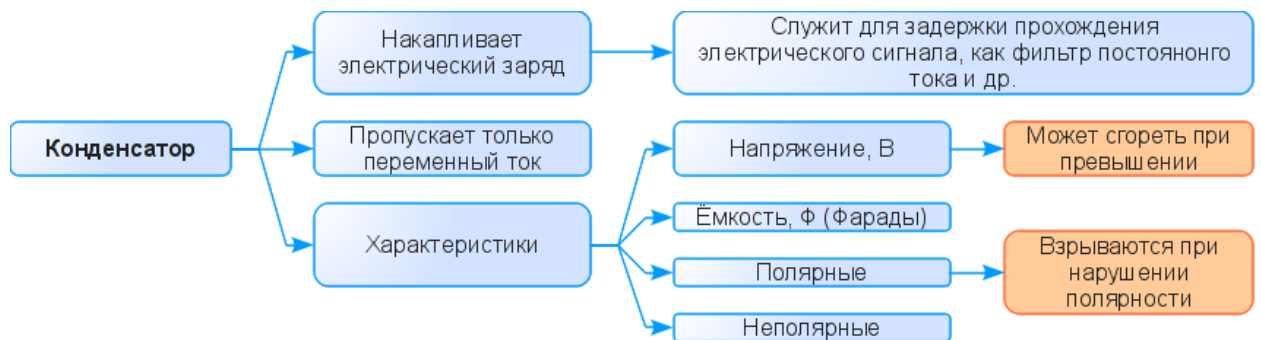 Накапливает
электрический заряд
Служит для задержки прохождения
электрического сигнала, как фильтр постоянонго
тока и др.
Конденсатор
Пропускает только
переменный ток
Напряжение, В
Может сгореть при
превышении
Характеристики
Ёмкость, Ф (Фарады)
Полярные
Взрываются при
нарушении
полярности
Неполярные